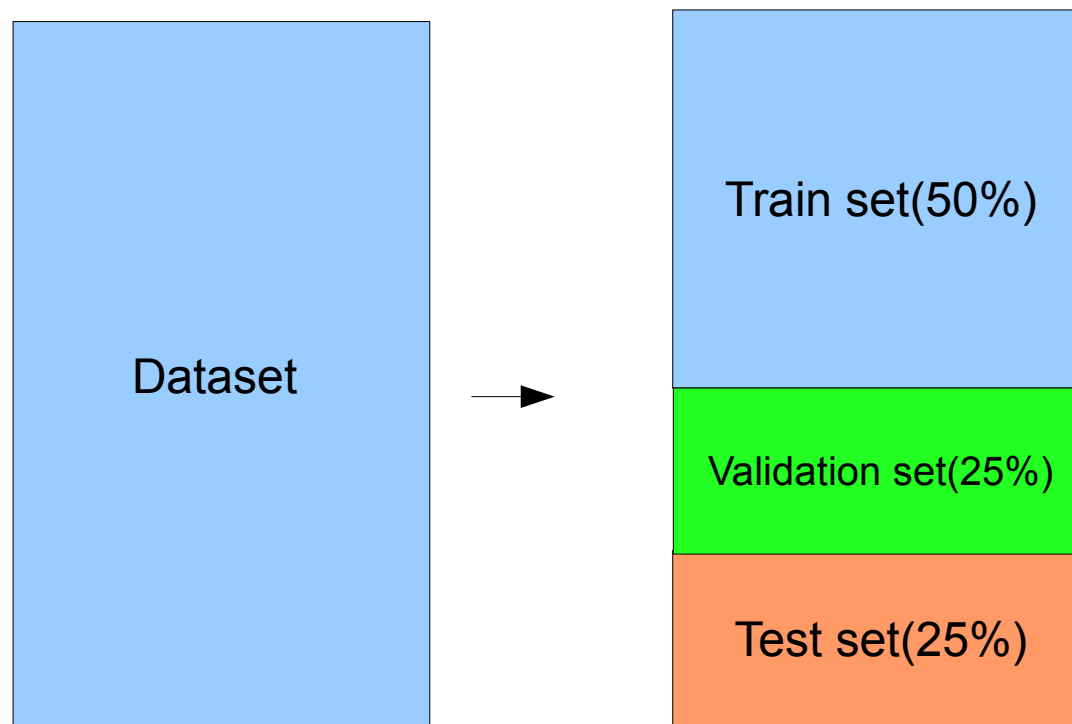 Dataset
Train set(50%)
Validation set(25%)
Test set(25%)